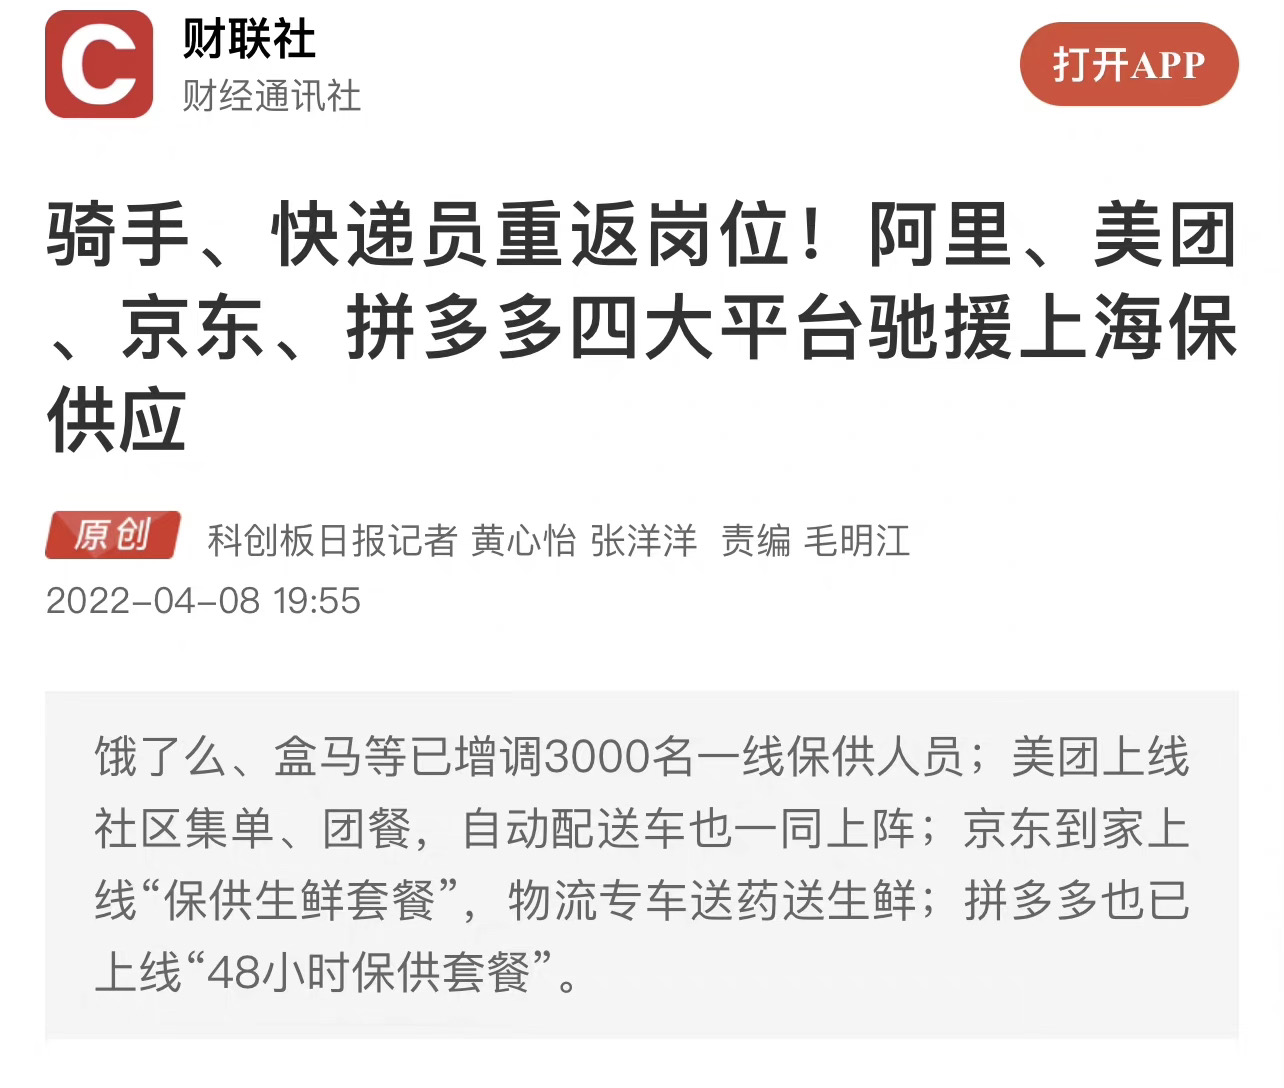 C
财联社
财经通讯社
打开APP
骑手、快递员重返岗位！阿里、美团
、京东、拼多多四大平台驰援上海保
供应
原创 科创板日报记者 黄心怡 张洋洋 责编 毛明江
2022-04-08 19:55
饿了么、盒马等已增调3000名一线保供人员；美团上线
社区集单、团餐，自动配送车也一同上阵；京东到家上
线“保供生鲜套餐”，物流专车送药送生鲜；拼多多也已
上线“48小时保供套餐”。